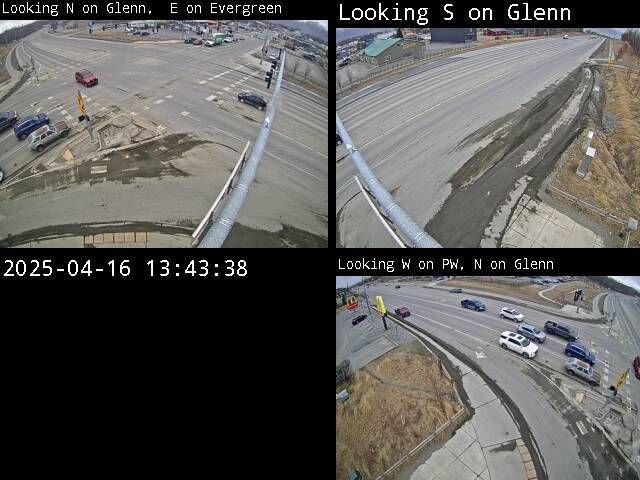 Looking N on Glenn,  E on Evergreen
Looking S on Glenn
2025-04-16 13:43:38
Looking W on PW, N on Glenn